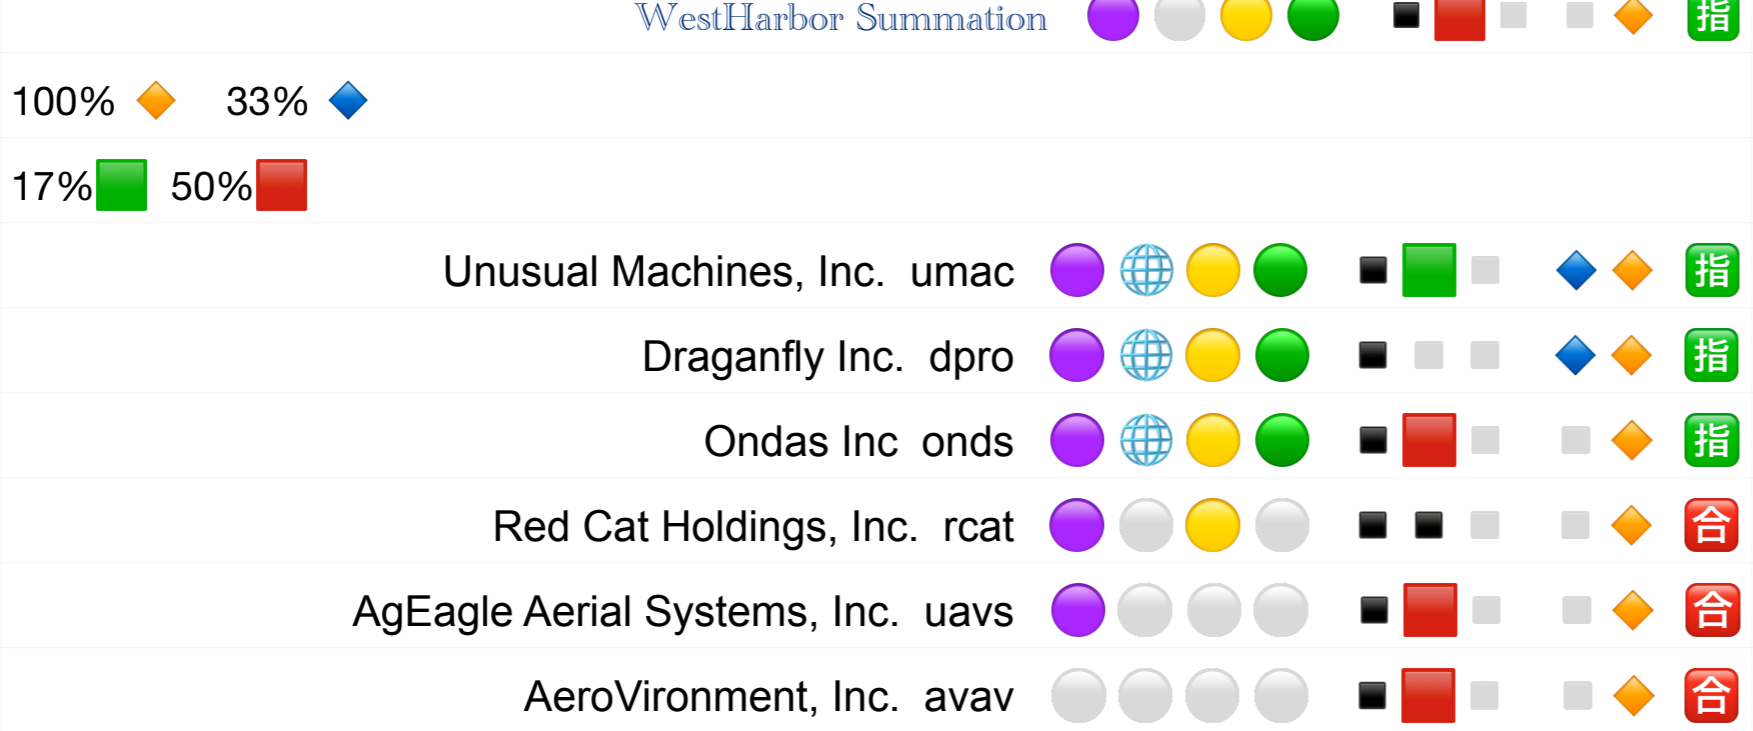 WestHarbor Summation 指
100% 33%
17% 50%
Unusual Machines, Inc. umac 指
Draganfly Inc. dpro 指
Ondas Inc onds 指
Red Cat Holdings, Inc. rcat 合
AgEagle Aerial Systems, Inc. uavs 合
AeroVironment, Inc. avav 合